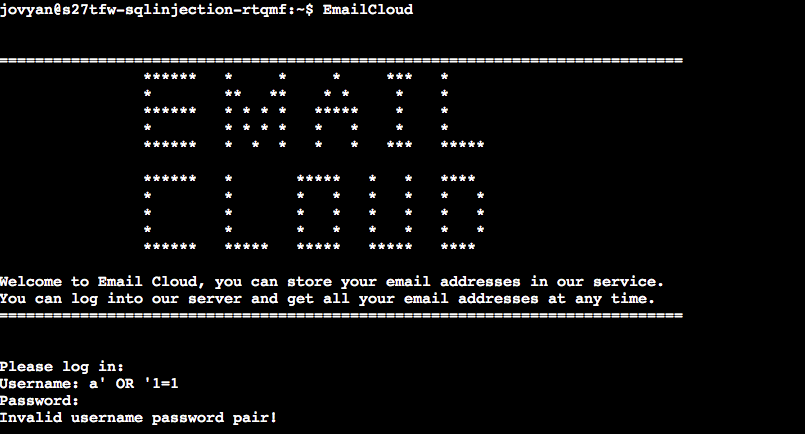 jovyan@s27tfw-sqlinjection-rtqmf:~$ EmailCloud
================================================================================
EMAIL
CLOUD
Welcome to Email Cloud, you can store your email addresses in our service.
You can log into our server and get all your email addresses at any time.
================================================================================
Please log in:
Username: a' OR '1=1
Password:
Invalid username password pair!